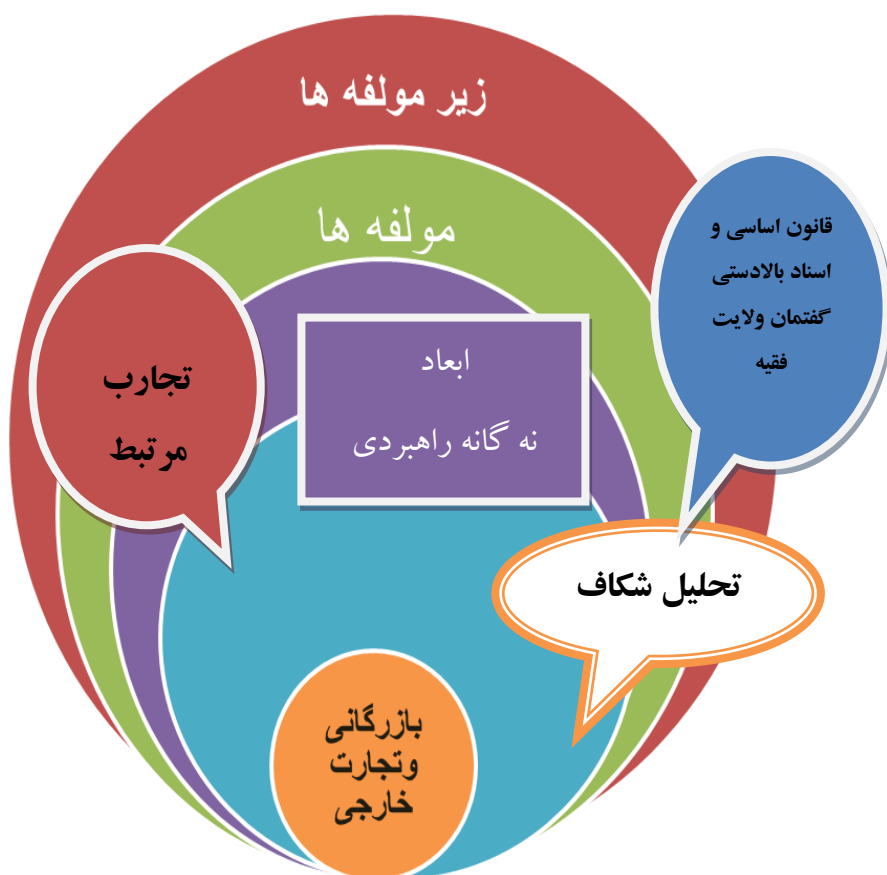 زیر مولفه ها
مولفه ها
قانون اساسی و
اسناد بالادستی
گفتمان ولایت
فقیه
ابعاد
نه گانه راهبردی
تجارب
مرتبط
تحلیل شکاف
بازرگانی
وتجارت
خارجی